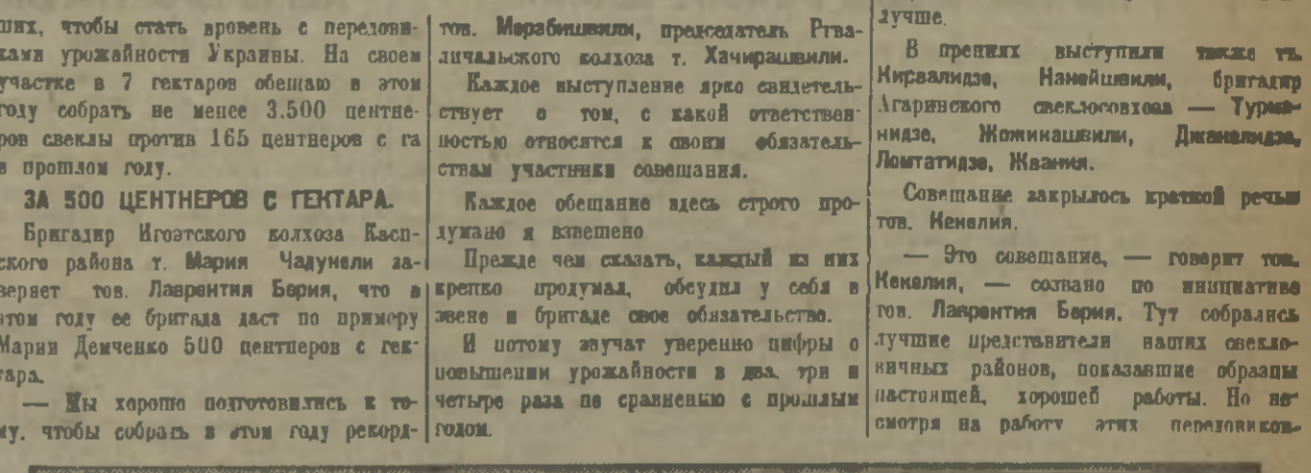 ших, чтобы стать вровень с передови-
ками урожайности Украины. На своем
участке в 7 гектаров обещаю в этом
году собрать не менее 3.500 центне-
ров свеклы против 165 центнеров с га
в прошлом году.
ЗА 500 ЦЕНТНЕРОВ С ГЕКТАРА.
Бригадир Игоэтского колхоза Касп-
ского района т. Мария Чадунели за-
веряет тов. Лаврентия Берия, что в
этом году ее бригада даст по примеру
Марии Демченко 500 центнеров с гек-
тара.
— Мы хорошо подготовились к то-
му, чтобы собрать в этом году рекорд-
тов. Мерабишвили, председатель Ртва-
личальского колхоза т. Хачирашвили.
Каждое выступление ярко свидетель-
ствует о том, с какой ответствен-
ностью относятся к своим обязатель-
ствам участники совещания.
Каждое обещание здесь строго про-
думано и взвешено
Прежде чем сказать, каждый из них
крепко продумал, обсудил у себя в
звене и бригаде свое обязательство.
И потому звучат уверенно цифры о
повышении урожайности в два, три и
четыре раза по сравнению с прошлым
годом.
лучше.
В прениях выступили также тт.
Кирвалидзе, Нанейшвили, бригадир
Агаринского свеклосовхоза — Турма-
нидзе, Жожикашвили, Джанелидзе,
Ломтатидзе, Жвания.
Совещание закрылось краткой речью
тов. Кекелия.
— Это совещание, — говорит тов.
Кекелия, — созвано по инициативе
тов. Лаврентия Берия. Тут собрались
лучшие представители наших свекло-
вичных районов, показавшие образцы
настоящей, хорошей работы. Но не-
смотря на работу этих передовиков-